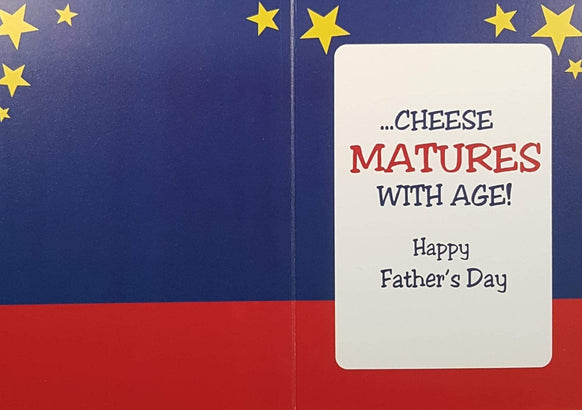 ...CHEESE
MATURES
WITH AGE!
Happy
Father's Day